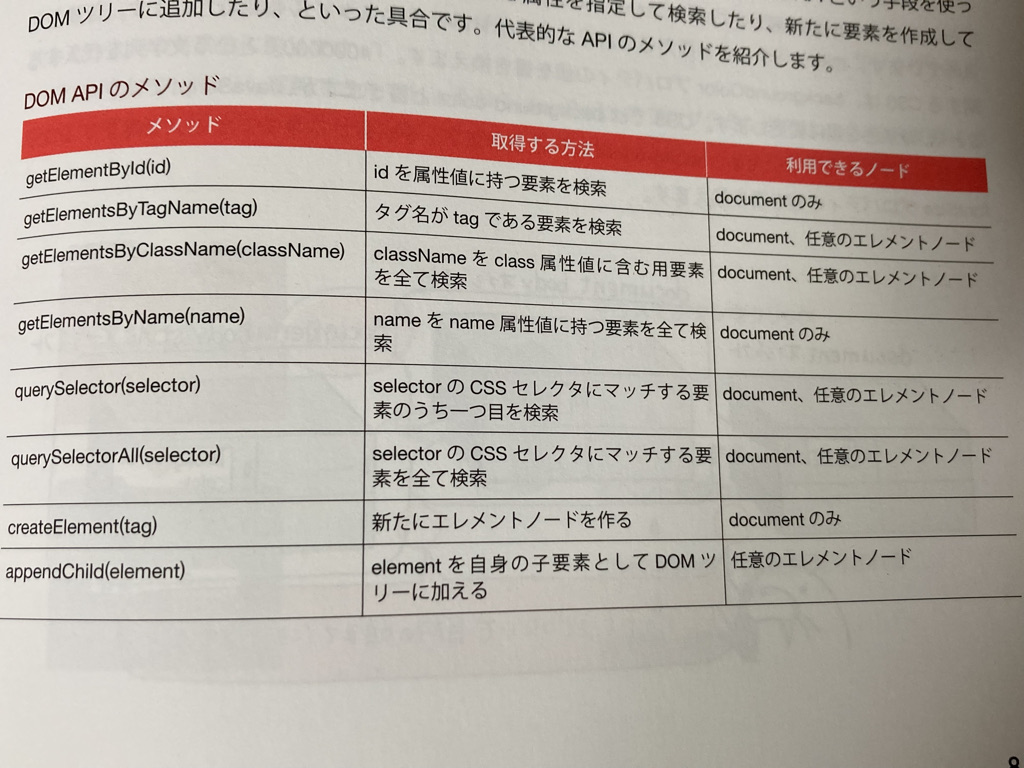 属性を指定して検索したり、新たに要素を作成して
DOM ツリーに追加したり、といった具合です。代表的な API のメソッドを紹介します。
DOM API のメソッド
メソッド 取得する方法 利用できるノード
getElementById(id) id を属性値に持つ要素を検索 document のみ
getElementsByTagName(tag) タグ名が tag である要素を検索 document、任意のエレメントノード
getElementsByClassName(className) className を class 属性値に含む用要素 document、任意のエレメントノード
を全て検索
getElementsByName(name) name を name 属性値に持つ要素を全て検 document のみ
索
querySelector(selector) selector の CSS セレクタにマッチする要 document、任意のエレメントノード
素のうち一つ目を検索
querySelectorAll(selector) selector の CSS セレクタにマッチする要 document、任意のエレメントノード
素を全て検索
createElement(tag) 新たにエレメントノードを作る document のみ
appendChild(element) element を自身の子要素として DOM ツ 任意のエレメントノード
リーに加える